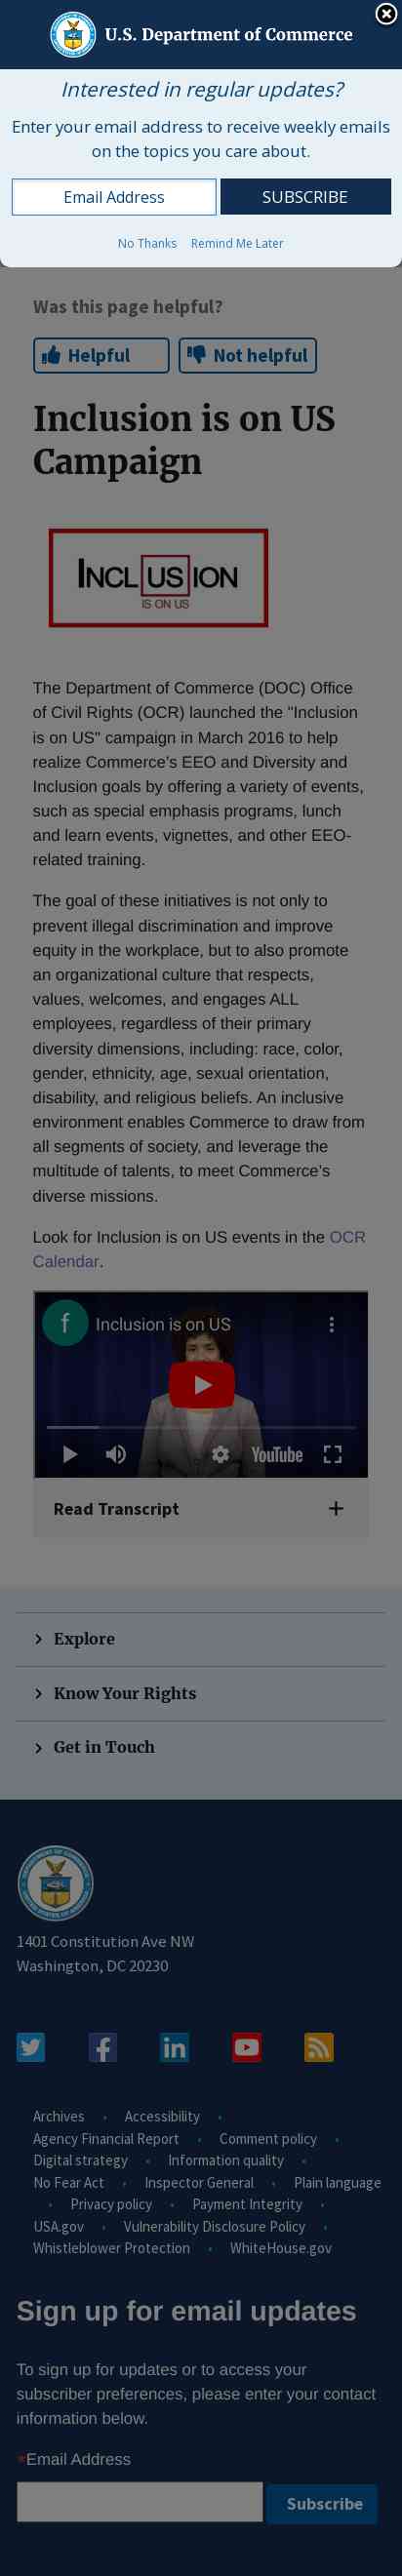 U.S. Department of Commerce
Interested in regular updates?
Enter your email address to receive weekly emails
on the topics you care about.
Email Address
SUBSCRIBE
No Thanks Remind Me Later
Was this page helpful?
Helpful Not helpful
Inclusion is on US
Campaign
INCLUSION
IS ON US
The Department of Commerce (DOC) Office
of Civil Rights (OCR) launched the "Inclusion
is on US" campaign in March 2016 to help
realize Commerce's EEO and Diversity and
Inclusion goals by offering a variety of events,
such as special emphasis programs, lunch
and learn events, vignettes, and other EEO-
related training.
The goal of these initiatives is not only to
prevent illegal discrimination and improve
equity in the workplace, but to also promote
an organizational culture that respects,
values, welcomes, and engages ALL
employees, regardless of their primary
diversity dimensions, including: race, color,
gender, ethnicity, age, sexual orientation,
disability, and religious beliefs. An inclusive
environment enables Commerce to draw from
all segments of society, and leverage the
multitude of talents, to meet Commerce's
diverse missions.
Look for Inclusion is on US events in the OCR
Calendar.
f Inclusion is on US
YouTube
Read Transcript
Explore
Know Your Rights
Get in Touch
1401 Constitution Ave NW
Washington, DC 20230
Archives • Accessibility •
Agency Financial Report • Comment policy •
Digital strategy • Information quality •
No Fear Act • Inspector General • Plain language
• Privacy policy • Payment Integrity •
USA.gov • Vulnerability Disclosure Policy •
Whistleblower Protection • WhiteHouse.gov
Sign up for email updates
To sign up for updates or to access your
subscriber preferences, please enter your contact
information below.
*Email Address
Subscribe